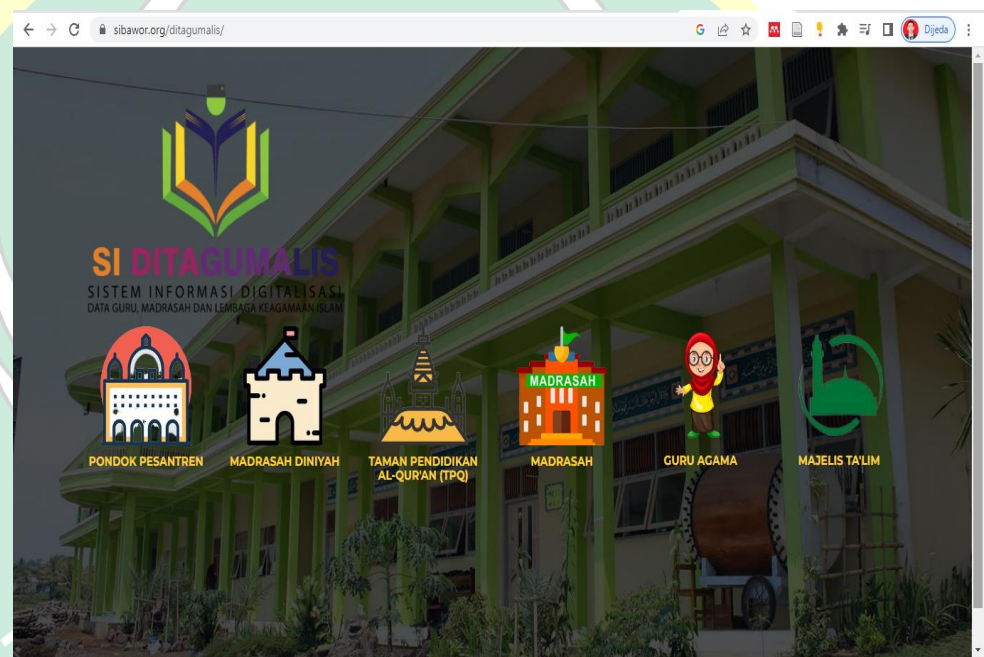 sibawor.org/ditagumalis/
Dijeda
SI DITAGUMALIS
SISTEM INFORMASI DIGITALISASI
DATA GURU, MADRASAH DAN LEMBAGA KEAGAMAAN ISLAM
MADRASAH
PONDOK PESANTREN
MADRASAH DINIYAH
TAMAN PENDIDIKAN
AL-QUR'AN (TPQ)
MADRASAH
GURU AGAMA
MAJELIS TA'LIM